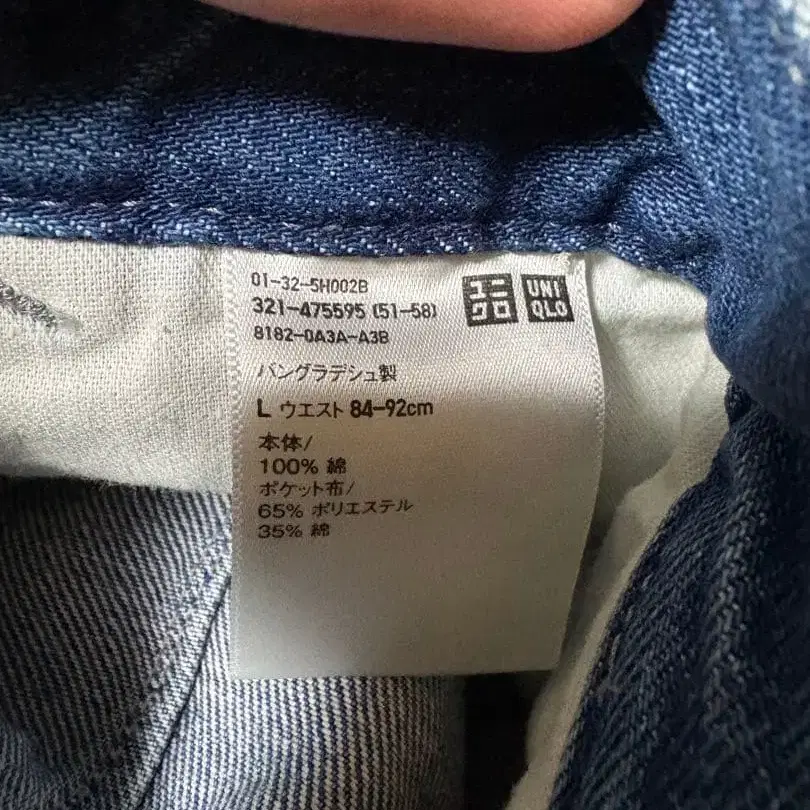 01-32-5H002B
321-475595 (51-58)
8182-0A3A-A3B
ユニ
クロ
UNI
QLO
バングラデシュ製
L ウエスト 84-92cm
本体/
100% 綿
ポケット布/
65% ポリエステル
35% 綿